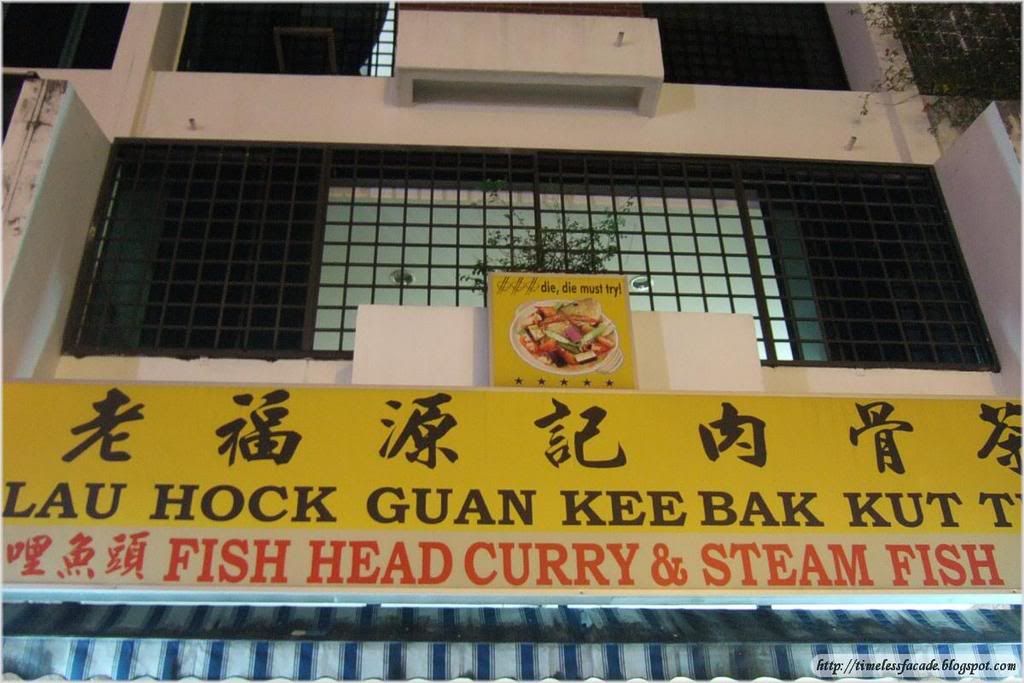 die, die must try!
老福源記肉骨茶
LAU HOCK GUAN KEE BAK KUT T
哩魚頭 FISH HEAD CURRY & STEAM FISH
http://timelessfacade.blogspot.com